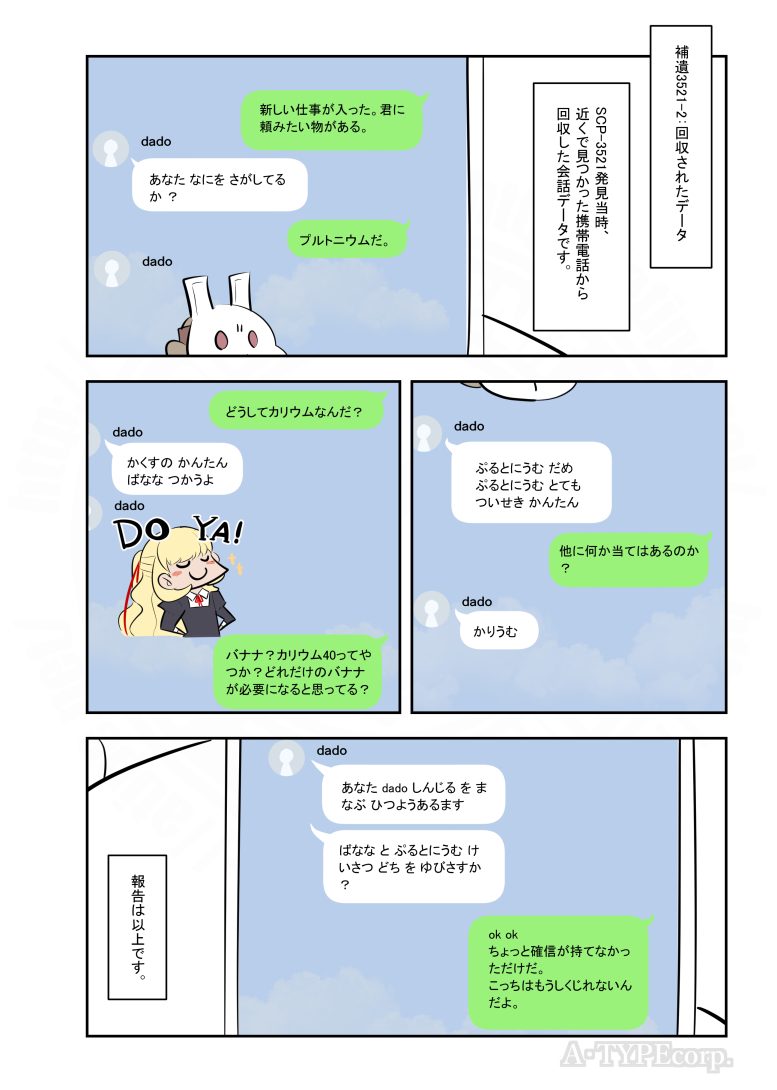 補遺3521-2：回収されたデータ
SCP-3521発見当時、
近くで見つかった携帯電話から
回収した会話データです。
新しい仕事が入った。君に
頼みたい物がある。
dado
あなた なにを さがしてる
か ？
プルトニウムだ。
dado
dado
ぷるとにうむ だめ
ぷるとにうむ とても
ついせき かんたん
他に何か当てはあるのか
？
dado
かりうむ
どうしてカリウムなんだ？
dado
かくすの かんたん
ばなな つかうよ
dado
DO YA!
バナナ？カリウム40ってや
つか？どれだけのバナナ
が必要になると思ってる？
dado
あなた dado しんじる を ま
なぶ ひつようあるます
ばなな と ぷるとにうむ け
いさつ どち を ゆびさすか
？
ok ok
ちょっと確信が持てなかっ
ただけだ。
こっちはもうしくじれないん
だよ。
報告は以上です。
A・TYPEcorp.